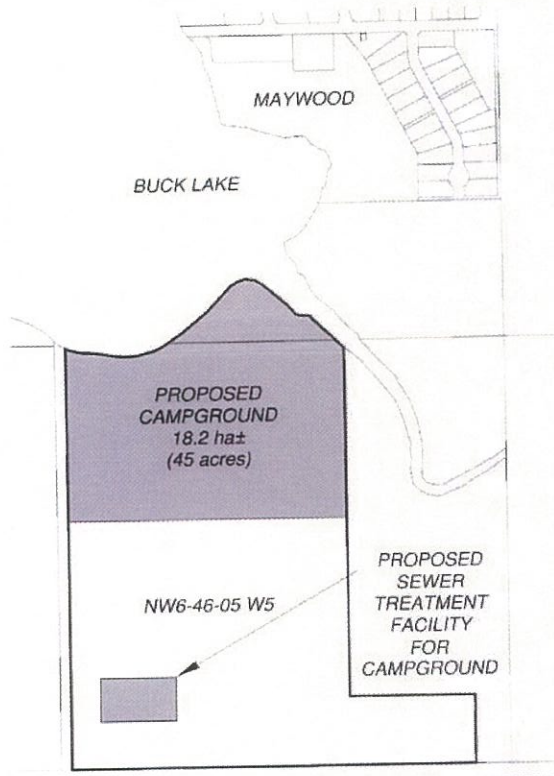 MAYWOOD
BUCK LAKE
PROPOSED
CAMPGROUND
18.2 ha±
(45 acres)
PROPOSED
SEWER
TREATMENT
FACILITY
FOR
CAMPGROUND
NW6-46-05 W5